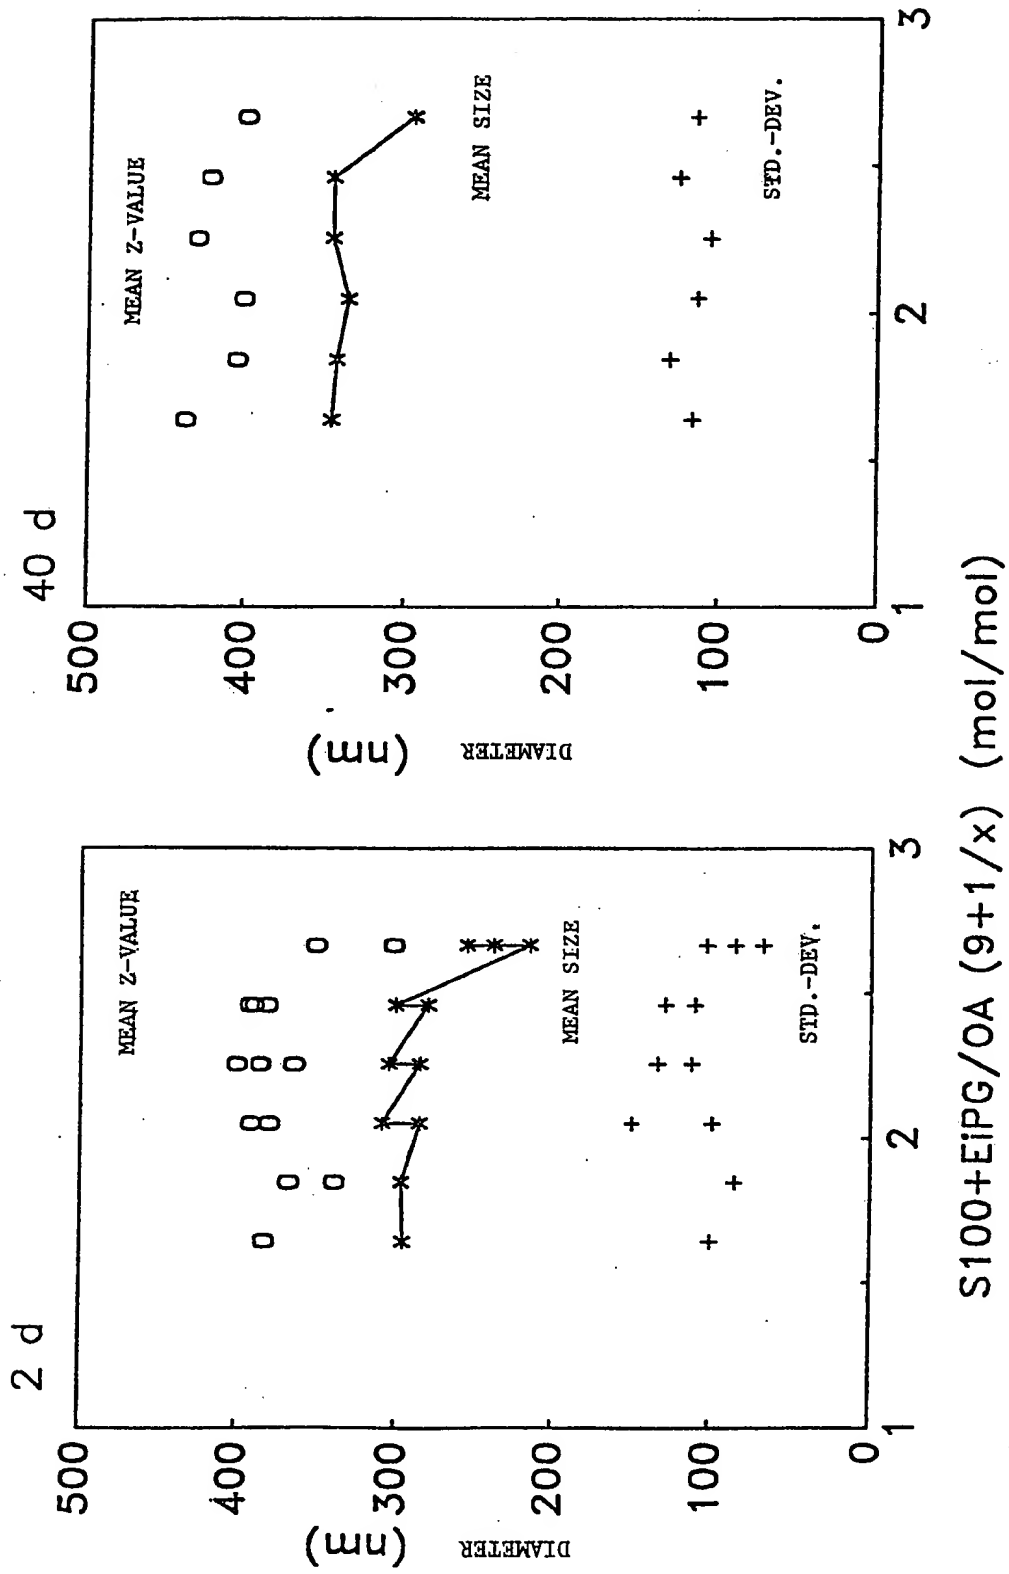 2 d
500
400
300
200
100
0
(nm)
DIAMETER
MEAN Z-VALUE
MEAN SIZE
STD.-DEV.
1
2
3
40 d
500
400
300
200
100
0
(nm)
DIAMETER
MEAN Z-VALUE
MEAN SIZE
STD.-DEV.
1
2
3
S100+EiPG/OA (9+1/x) (mol/mol)